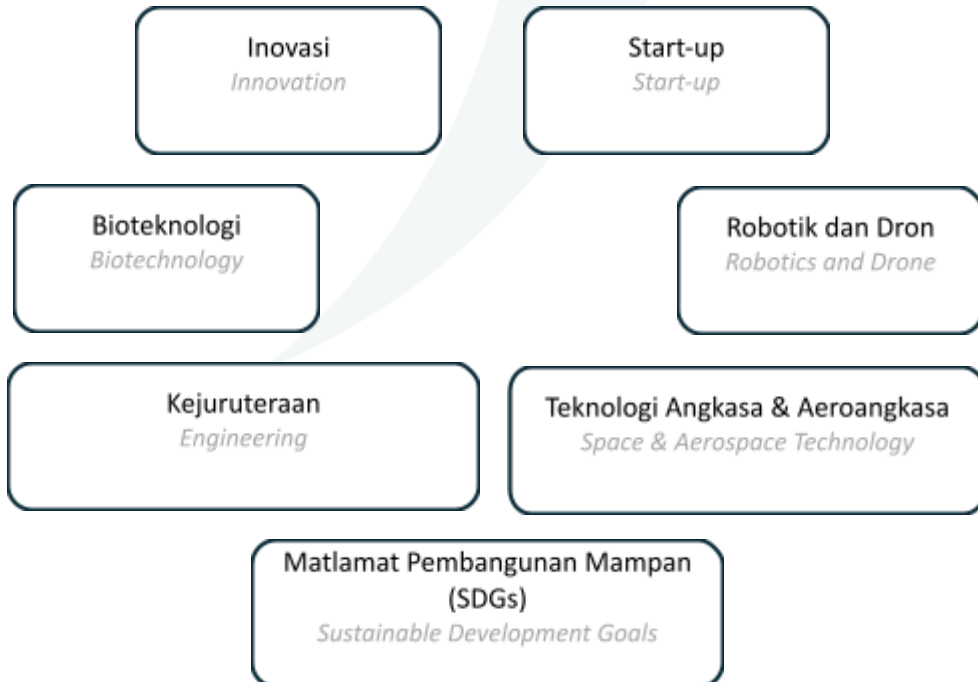 Inovasi
Innovation
Start-up
Start-up
Bioteknologi
Biotechnology
Robotik dan Dron
Robotics and Drone
Kejuruteraan
Engineering
Teknologi Angkasa & Aeroangkasa
Space & Aerospace Technology
Matlamat Pembangunan Mampan
(SDGs)
Sustainable Development Goals